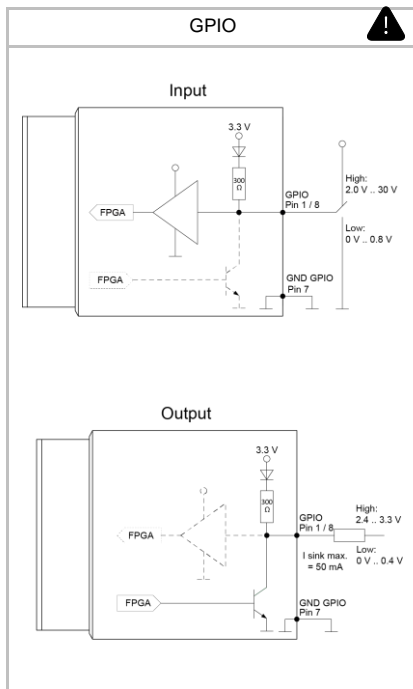 GPIO
Input
3.3 V
300
Ω
FPGA
GPIO
Pin 1 / 8
High:
2.0 V .. 30 V
Low:
0 V .. 0.8 V
FPGA
GND GPIO
Pin 7
Output
3.3 V
300
Ω
FPGA
GPIO
Pin 1 / 8
High:
2.4 .. 3.3 V
I sink max.
= 50 mA
Low:
0 V .. 0.4 V
FPGA
GND GPIO
Pin 7